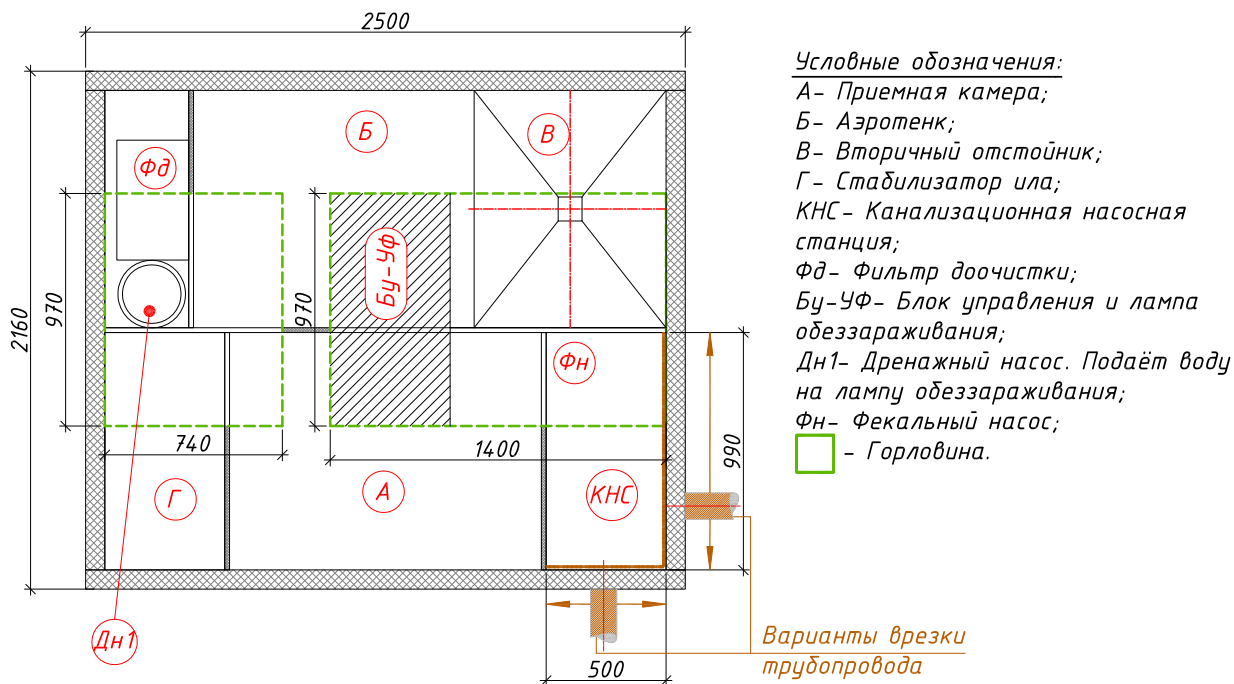 2500
Условные обозначения:
А- Приемная камера;
Б- Аэротенк;
В- Вторичный отстойник;
Г- Стабилизатор ила;
КНС- Канализационная насосная
станция;
Фд- Фильтр доочистки;
Бу-УФ- Блок управления и лампа
обеззараживания;
Дн1- Дренажный насос. Подаёт воду
на лампу обеззараживания;
Фн- Фекальный насос;
- Горловина.
Б
В
Фд
Бу-Уф
970
970
2160
Фн
740
1400
990
Г
А
КНС
Дн1
Варианты врезки
трубопровода
500